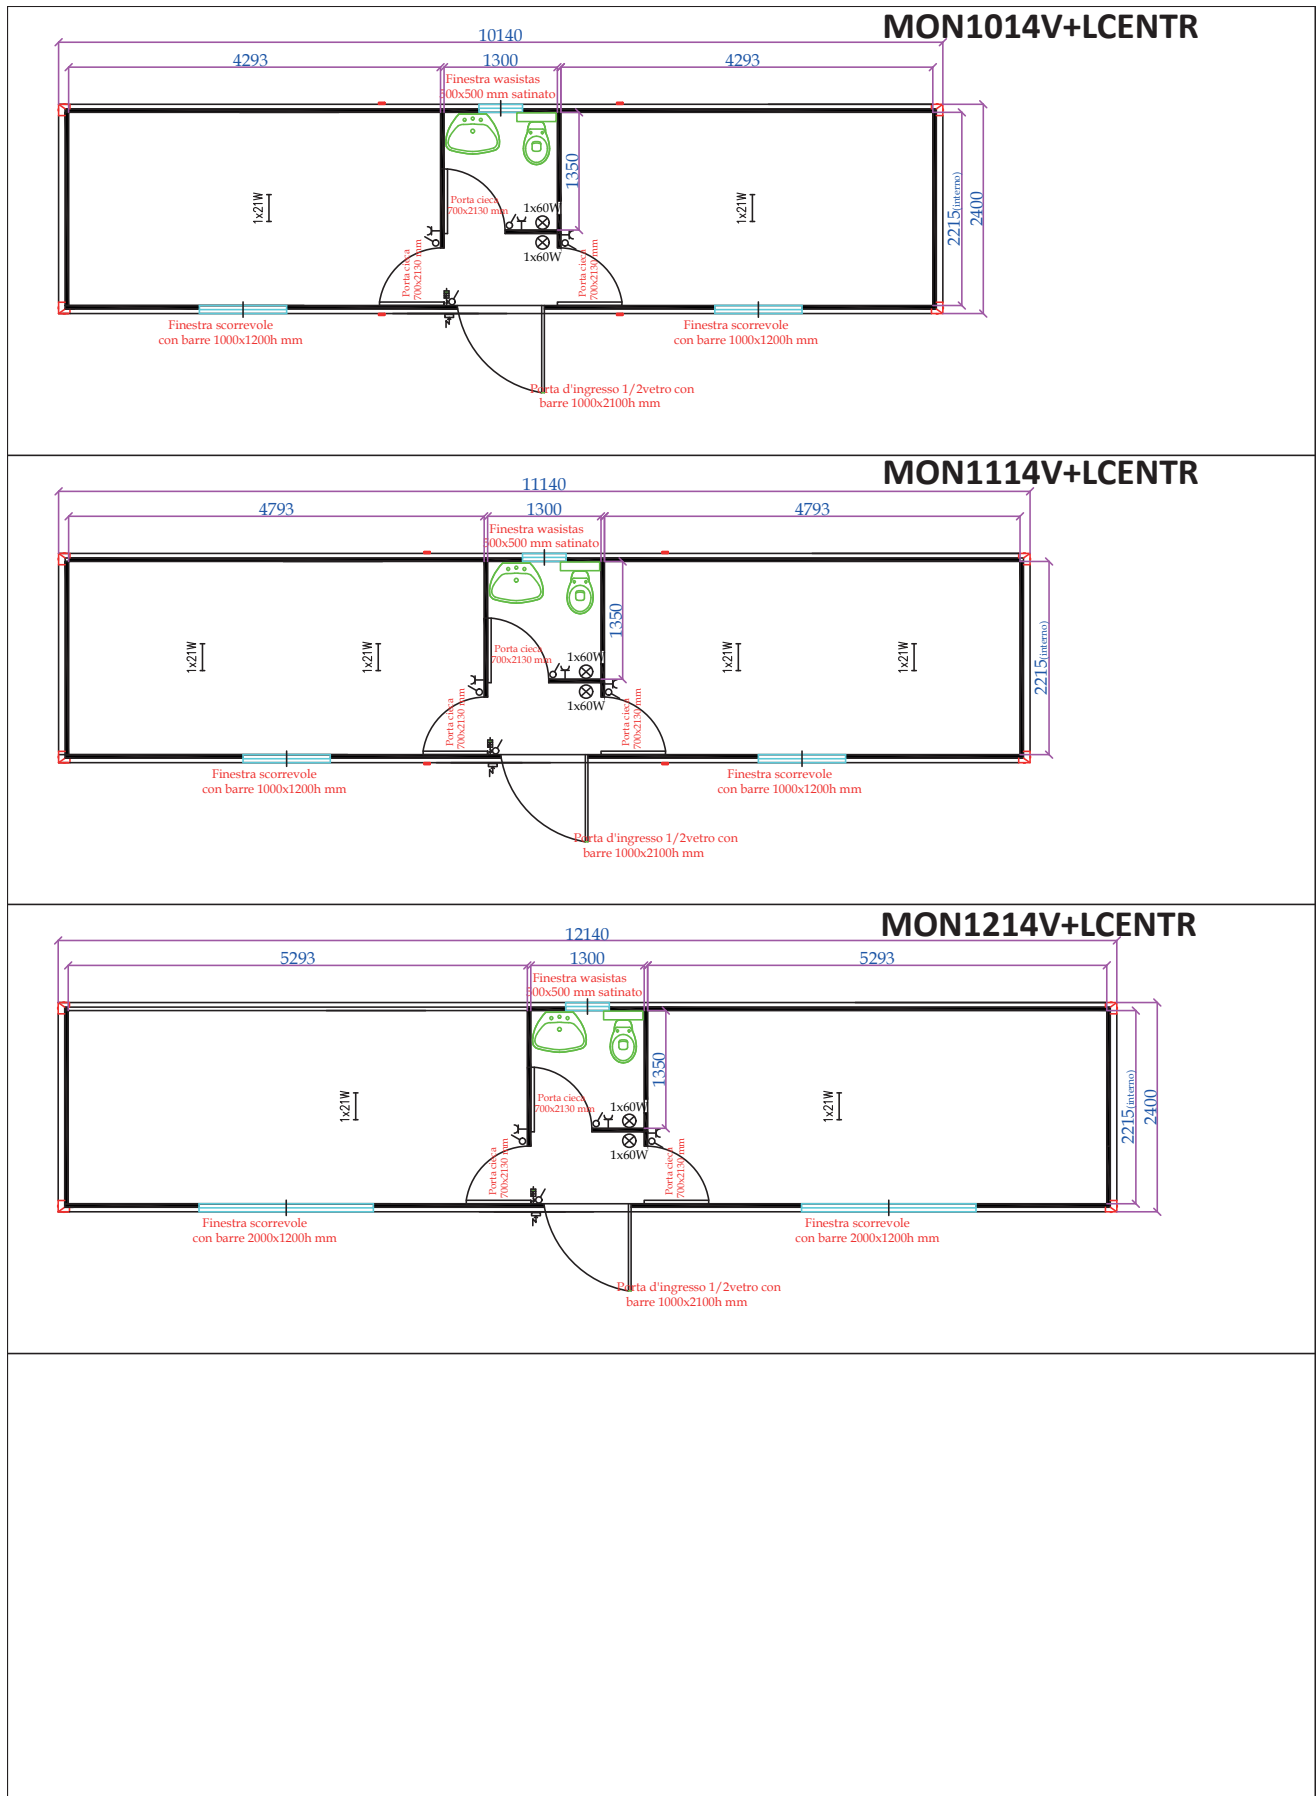 MON1014V+LCENTR
10140
4293
1300
4293
Finestra wasistas
500x500 mm satinato
1350
2215(interno)
2400
1x21W
1x21W
Porta cieca
700x2130 mm
1x60W
1x60W
Porta cieca
700x2130 mm
Porta cieca
700x2130 mm
Finestra scorrevole
con barre 1000x1200h mm
Finestra scorrevole
con barre 1000x1200h mm
Porta d'ingresso 1/2vetro con
barre 1000x2100h mm
MON1114V+LCENTR
11140
4793
1300
4793
Finestra wasistas
500x500 mm satinato
1350
2215(interno)
1x21W
1x21W
1x21W
1x21W
Porta cieca
700x2130 mm
1x60W
1x60W
Porta cieca
700x2130 mm
Porta cieca
700x2130 mm
Finestra scorrevole
con barre 1000x1200h mm
Finestra scorrevole
con barre 1000x1200h mm
Porta d'ingresso 1/2vetro con
barre 1000x2100h mm
MON1214V+LCENTR
12140
5293
1300
5293
Finestra wasistas
500x500 mm satinato
1350
2215(interno)
2400
1x21W
1x21W
Porta cieca
700x2130 mm
1x60W
1x60W
Porta cieca
700x2130 mm
Porta cieca
700x2130 mm
Finestra scorrevole
con barre 2000x1200h mm
Finestra scorrevole
con barre 2000x1200h mm
Porta d'ingresso 1/2vetro con
barre 1000x2100h mm